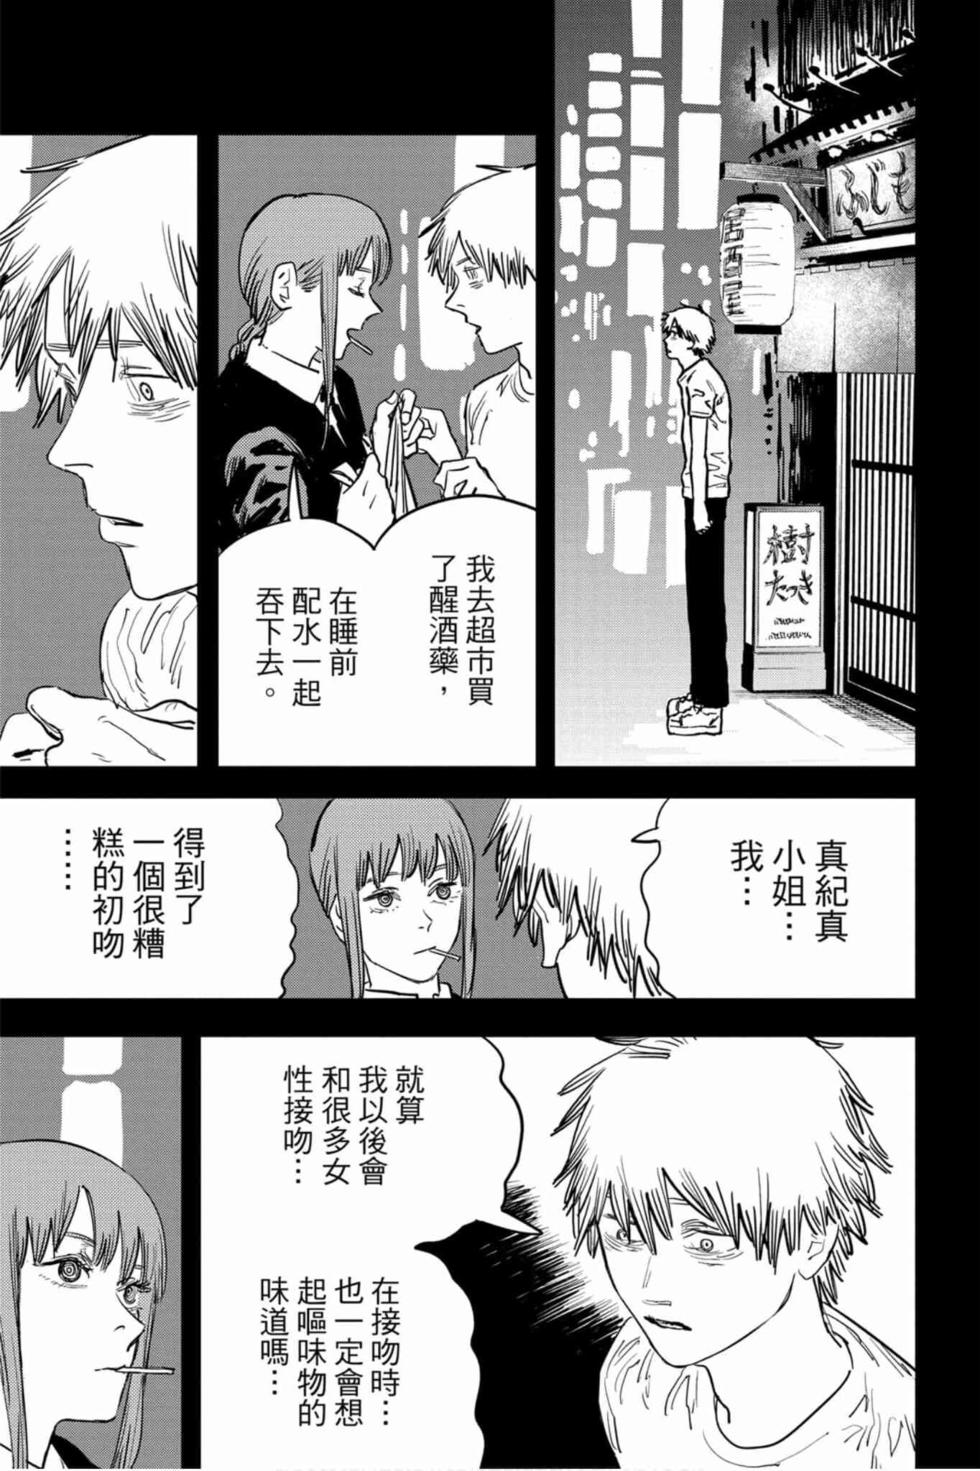 ふじも
居酒屋
樹
たつき
我去超市買
了醒酒藥，
在睡前
配水一起
吞下去。
真紀真
小姐…
我…
得到了
一個很糟
糕的初吻
……
就算
我以後會
和很多女
性接吻…
在接吻時…
也一定會想
起嘔味物的
味道嗎…